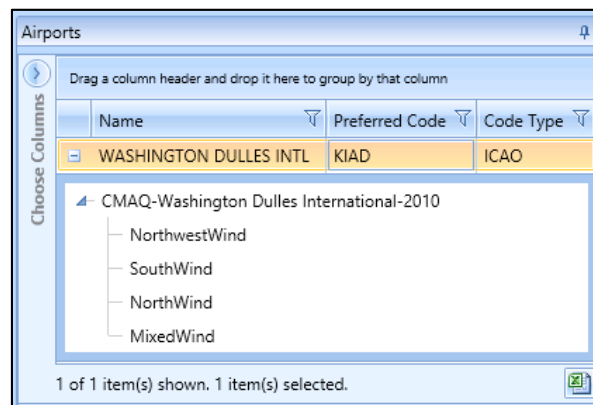 Airports
Choose Columns
Drag a column header and drop it here to group by that column
Name Preferred Code Code Type
WASHINGTON DULLES INTL KIAD ICAO
CMAQ-Washington Dulles International-2010
NorthwestWind
SouthWind
NorthWind
MixedWind
1 of 1 item(s) shown. 1 item(s) selected.